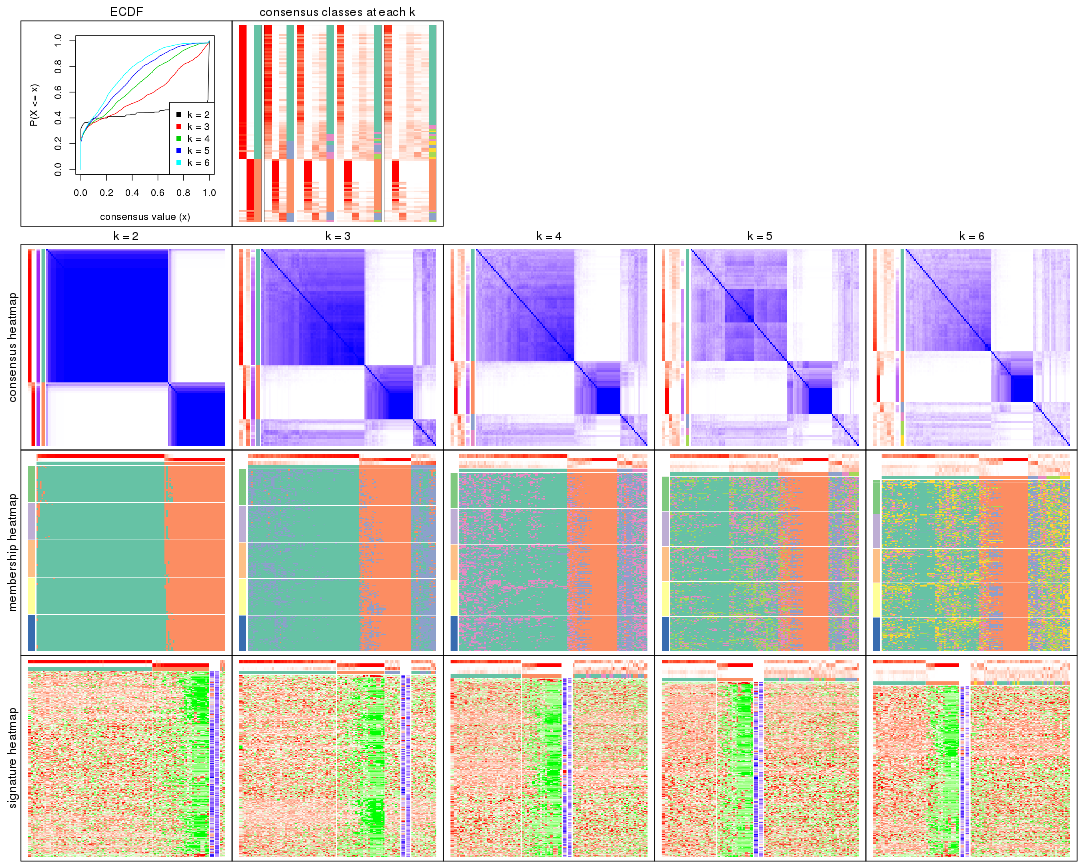 ECDF
consensus classes at each k
P(X <= x)
0.0 0.2 0.4 0.6 0.8 1.0
k = 2
k = 3
k = 4
k = 5
k = 6
0.0 0.2 0.4 0.6 0.8 1.0
consensus value (x)
k = 2 k = 3 k = 4 k = 5 k = 6
consensus heatmap
membership heatmap
signature heatmap